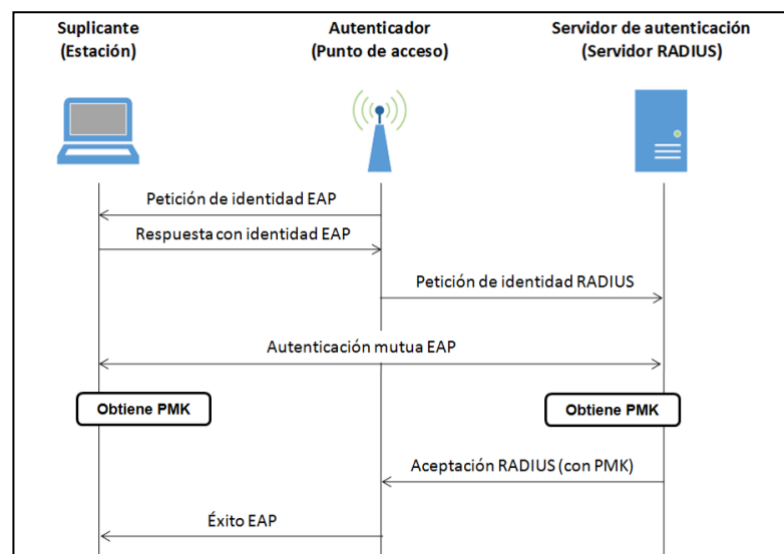 Suplicante
(Estación)
Autenticador
(Punto de acceso)
Servidor de autenticación
(Servidor RADIUS)
Petición de identidad EAP
Respuesta con identidad EAP
Petición de identidad RADIUS
Autenticación mutua EAP
Obtiene PMK
Obtiene PMK
Aceptación RADIUS (con PMK)
Éxito EAP